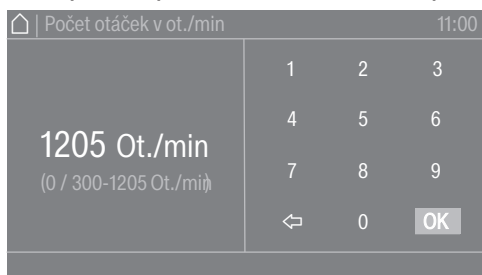 | Počet otáček v ot./min 11:00
1205 Ot./min
(0 / 300-1205 Ot./min)
1 2 3
4 5 6
7 8 9
0 OK